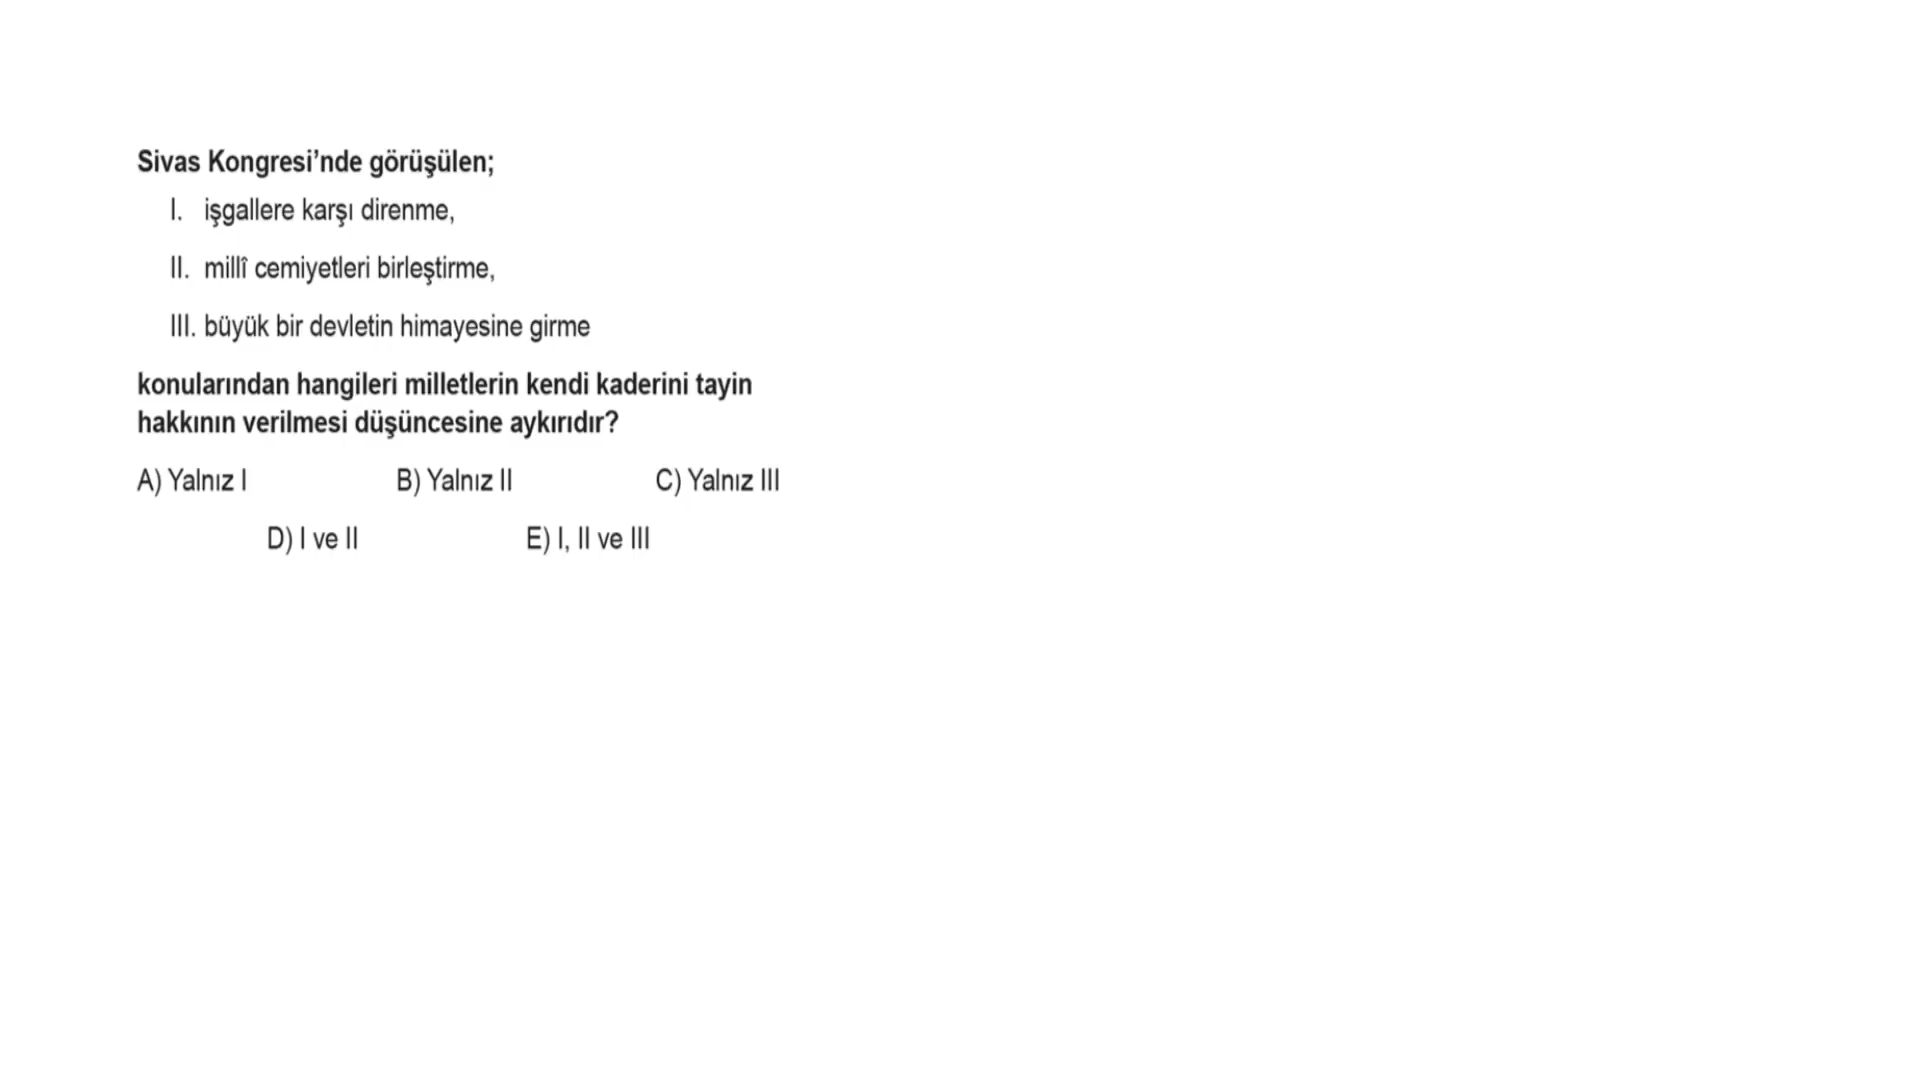 Sivas Kongresi’nde görüşülen;
I. işgallere karşı direnme,
II. millî cemiyetleri birleştirme,
III. büyük bir devletin himayesine girme
konularından hangileri milletlerin kendi kaderini tayin
hakkının verilmesi düşüncesine aykırıdır?
A) Yalnız I B) Yalnız II C) Yalnız III
D) I ve II E) I, II ve III